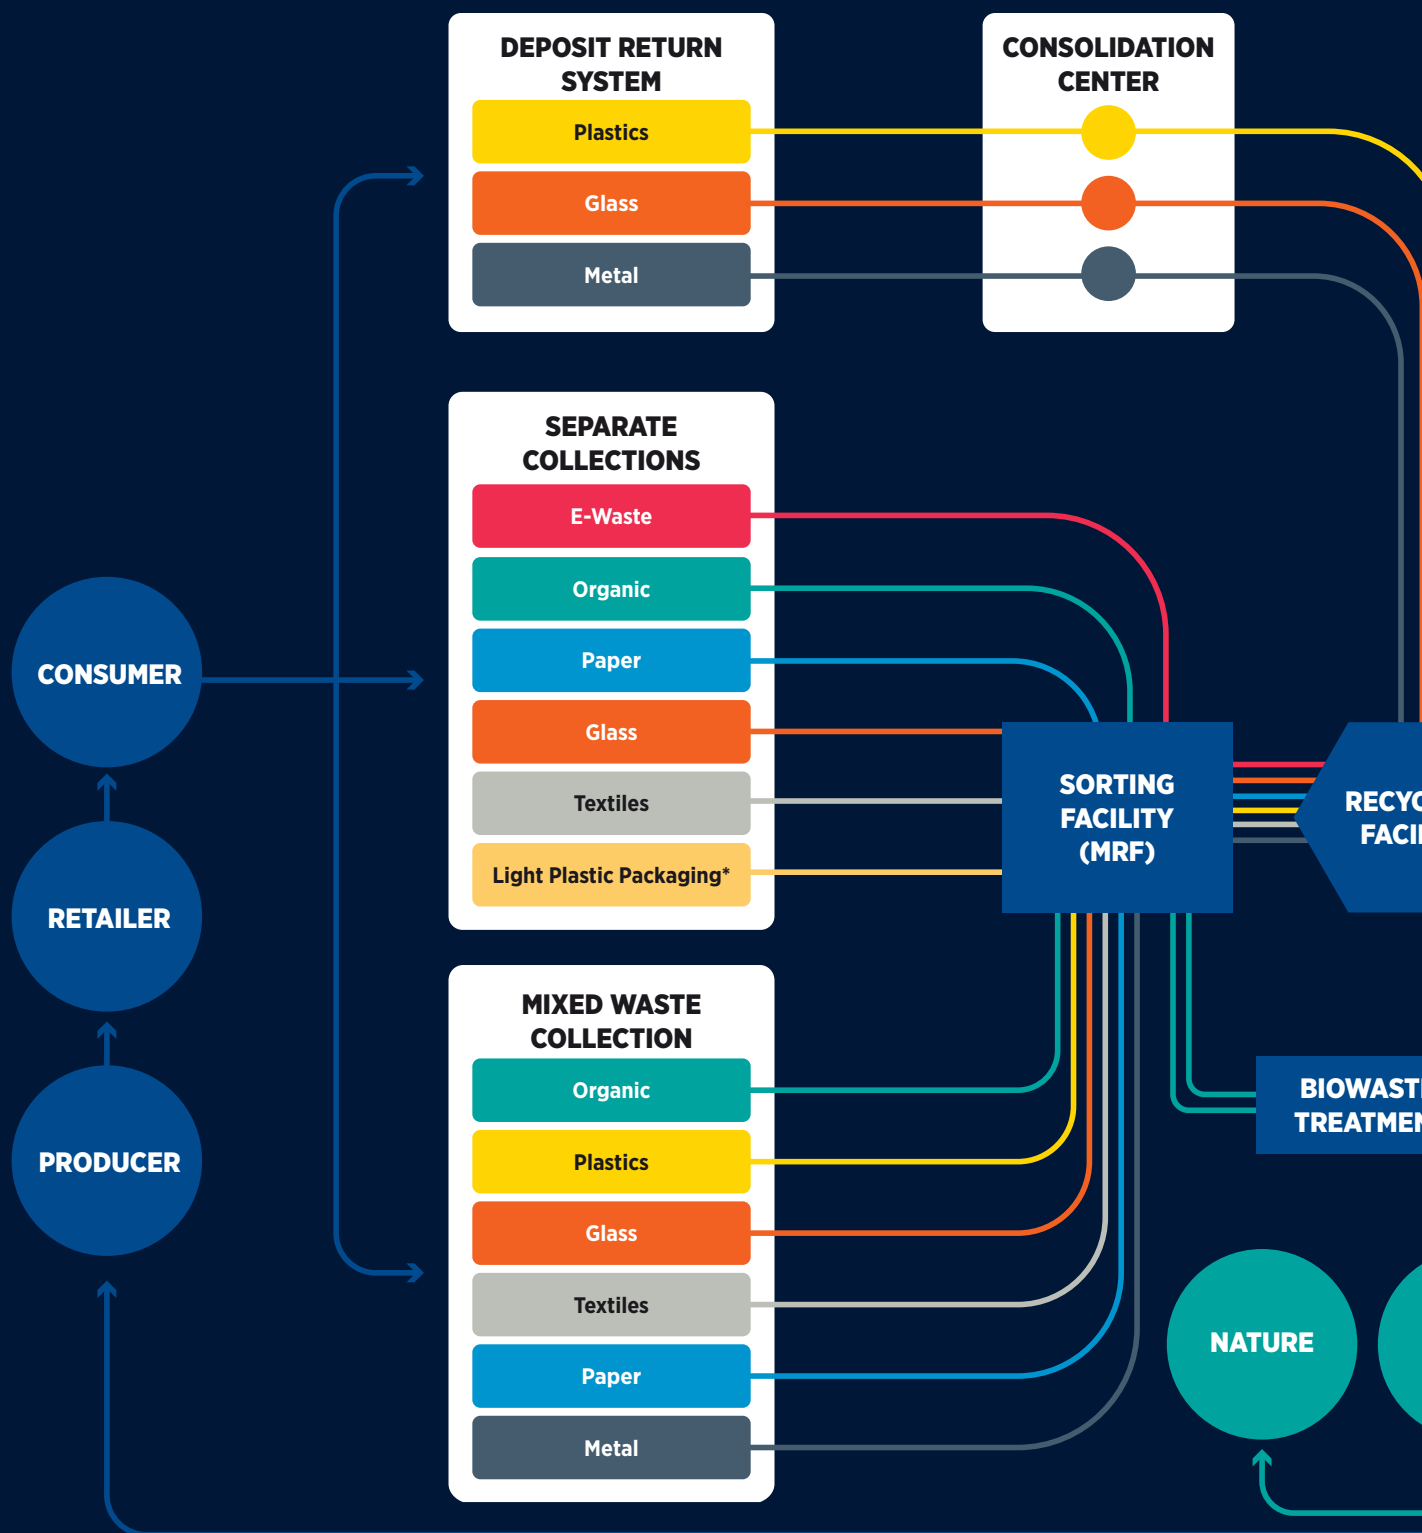 DEPOSIT RETURN
SYSTEM
Plastics
Glass
Metal
CONSOLIDATION
CENTER
SEPARATE
COLLECTIONS
E-Waste
Organic
Paper
Glass
Textiles
Light Plastic Packaging*
CONSUMER
RETAILER
PRODUCER
SORTING
FACILITY
(MRF)
MIXED WASTE
COLLECTION
Organic
Plastics
Glass
Textiles
Paper
Metal
NATURE